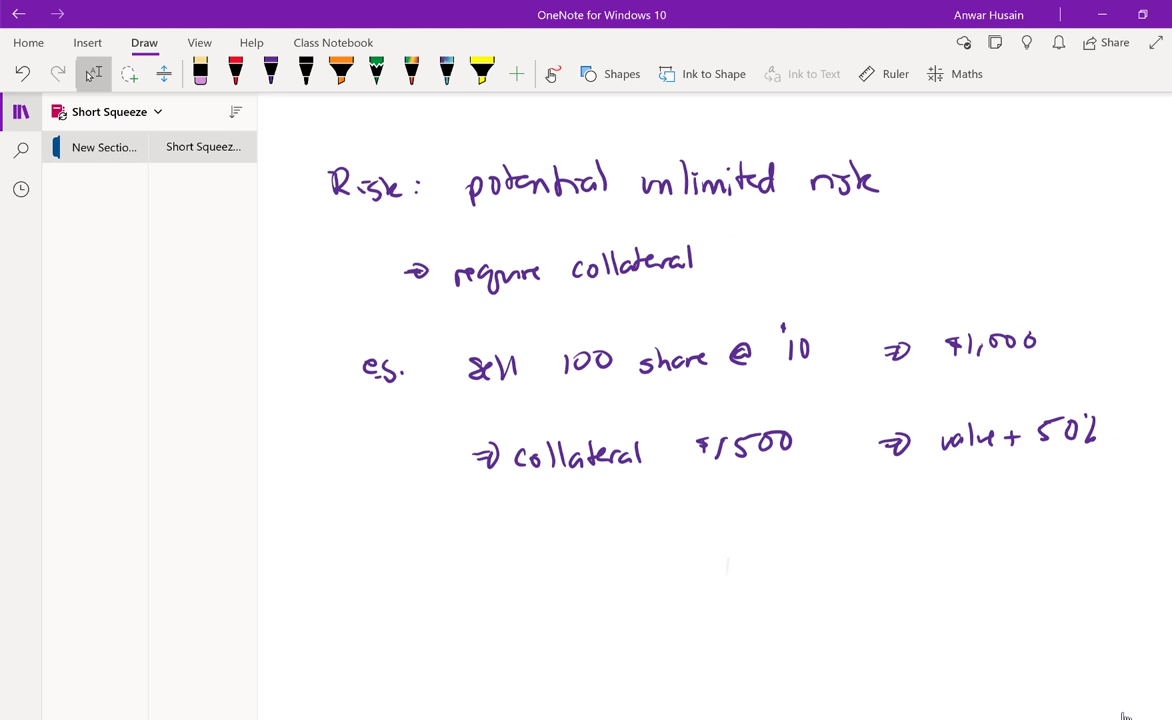 OneNote for Windows 10
Anwar Husain
Home Insert Draw View Help Class Notebook
Share
Shapes Ink to Shape Ink to Text Ruler Maths
Short Squeeze
New Sectio... Short Squeez...
Risk: potential unlimited risk
⇒ require collateral
e.g. sell 100 share @ $10 ⇒ $1,000
⇒ collateral $1500 ⇒ value + 50%